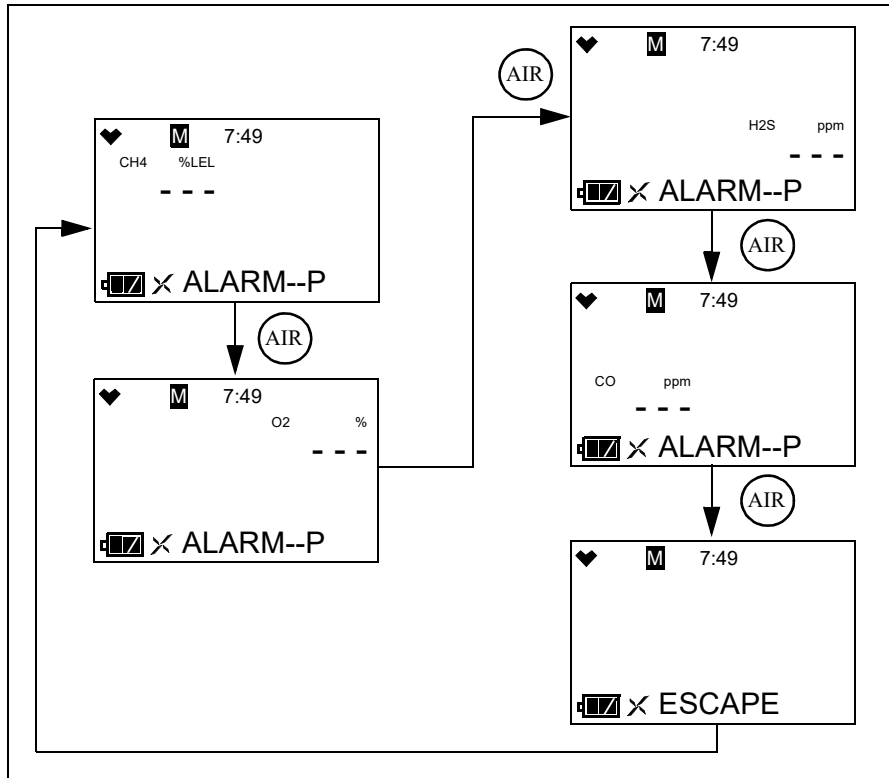 M 7:49
CH4 %LEL
- - -
ALARM--P
AIR
M 7:49
O2 %
- - -
ALARM--P
AIR
M 7:49
H2S ppm
- - -
ALARM--P
AIR
M 7:49
CO ppm
- - -
ALARM--P
AIR
M 7:49
ESCAPE